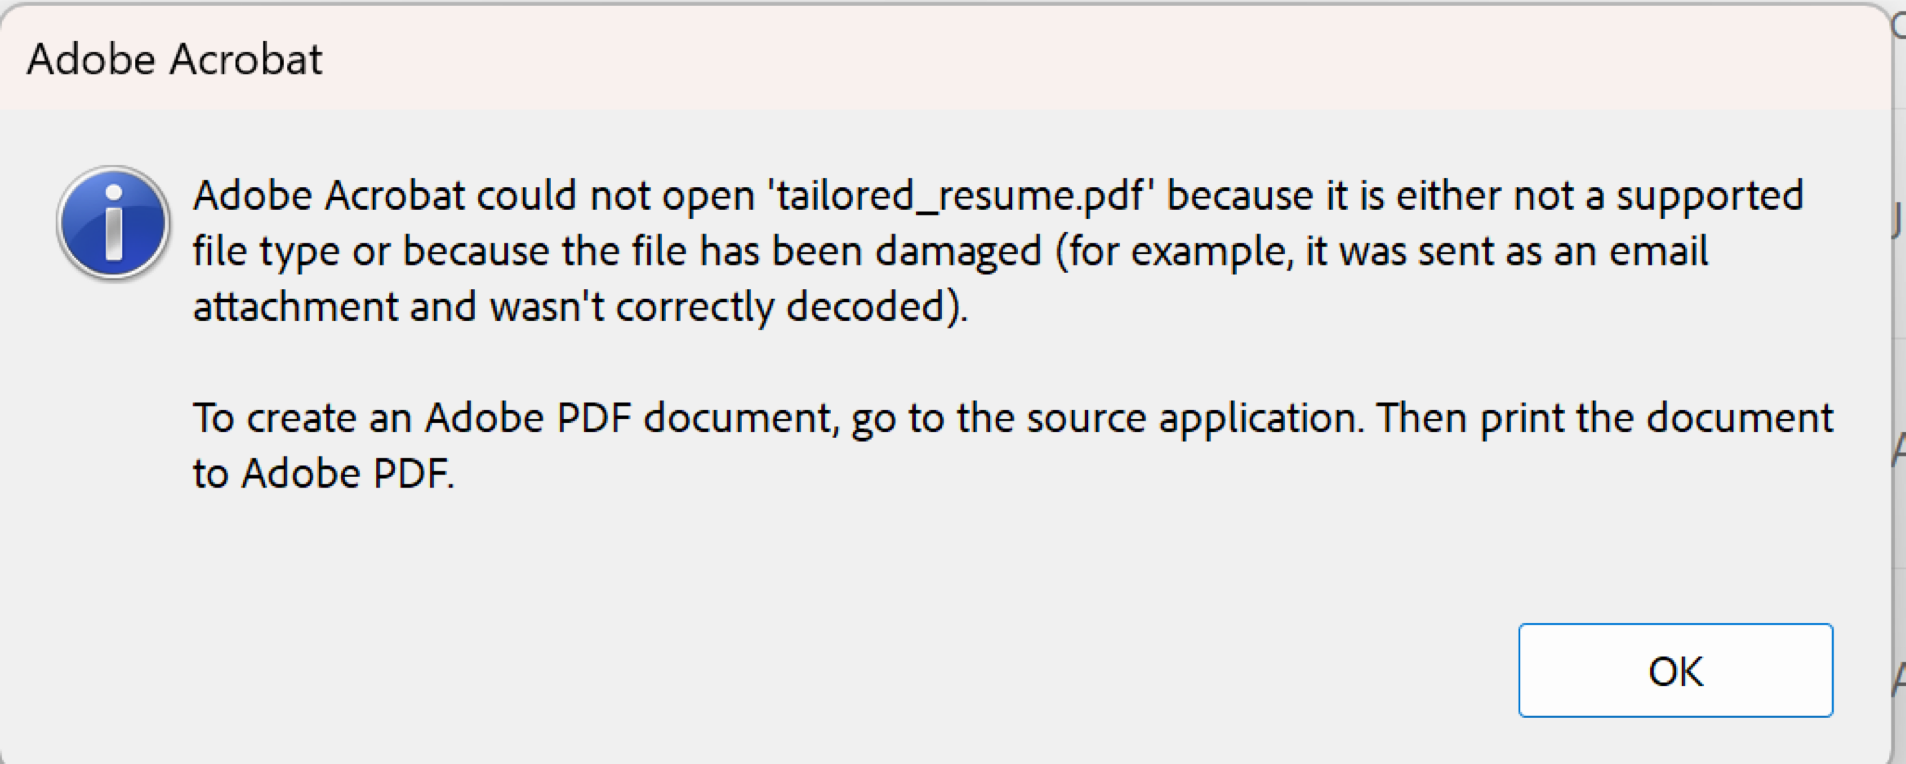 Adobe Acrobat
Adobe Acrobat could not open 'tailored_resume.pdf' because it is either not a supported
file type or because the file has been damaged (for example, it was sent as an email
attachment and wasn't correctly decoded).
To create an Adobe PDF document, go to the source application. Then print the document
to Adobe PDF.
OK